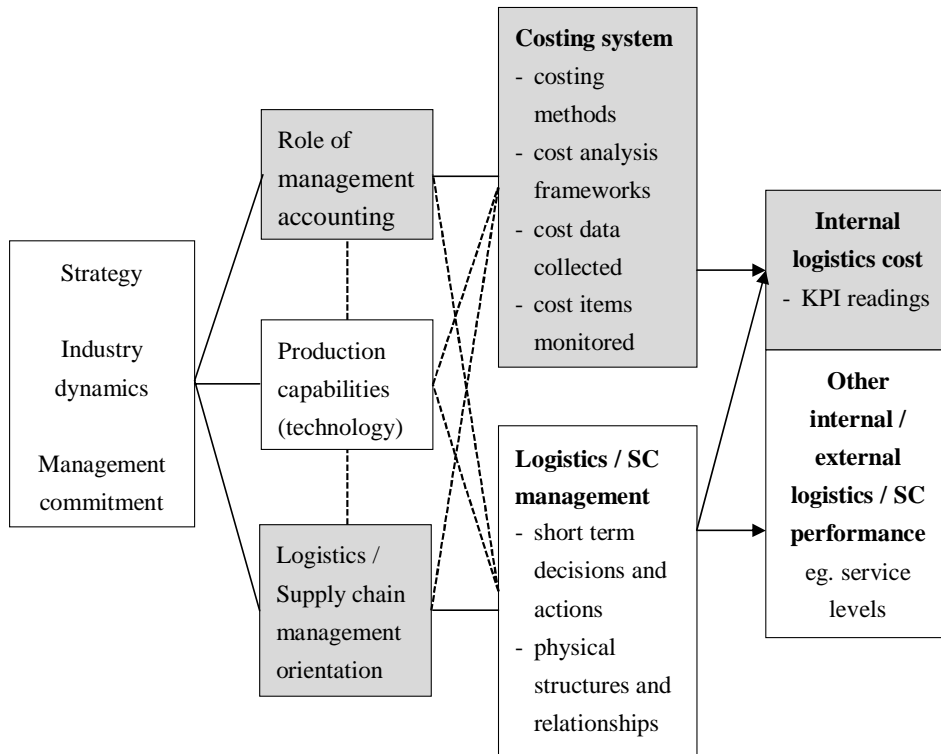 Strategy
Industry
dynamics
Management
commitment
Role of
management
accounting
Production
capabilities
(technology)
Logistics /
Supply chain
management
orientation
Costing system
- costing
methods
- cost analysis
frameworks
- cost data
collected
- cost items
monitored
Logistics / SC
management
- short term
decisions and
actions
- physical
structures and
relationships
Internal
logistics cost
- KPI readings
Other
internal /
external
logistics / SC
performance
eg. service
levels